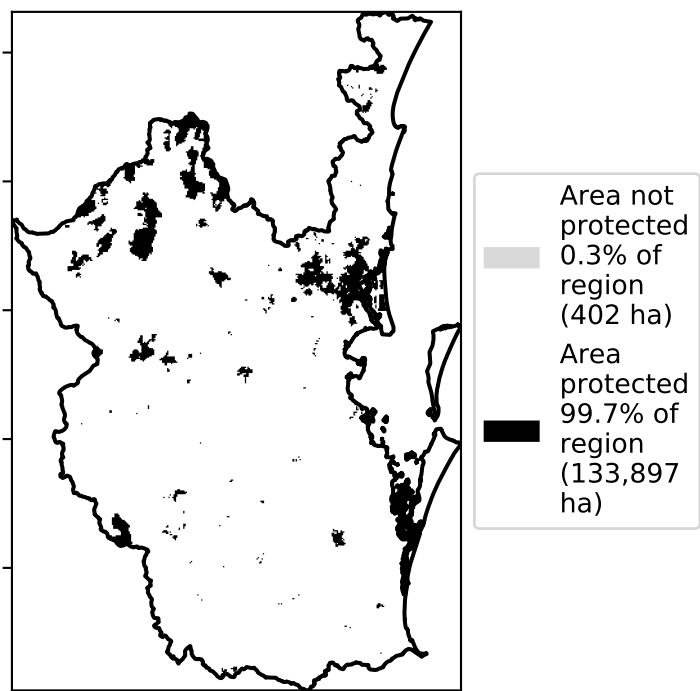 Area not
protected
0.3% of
region
(402 ha)
Area
protected
99.7% of
region
(133,897
ha)